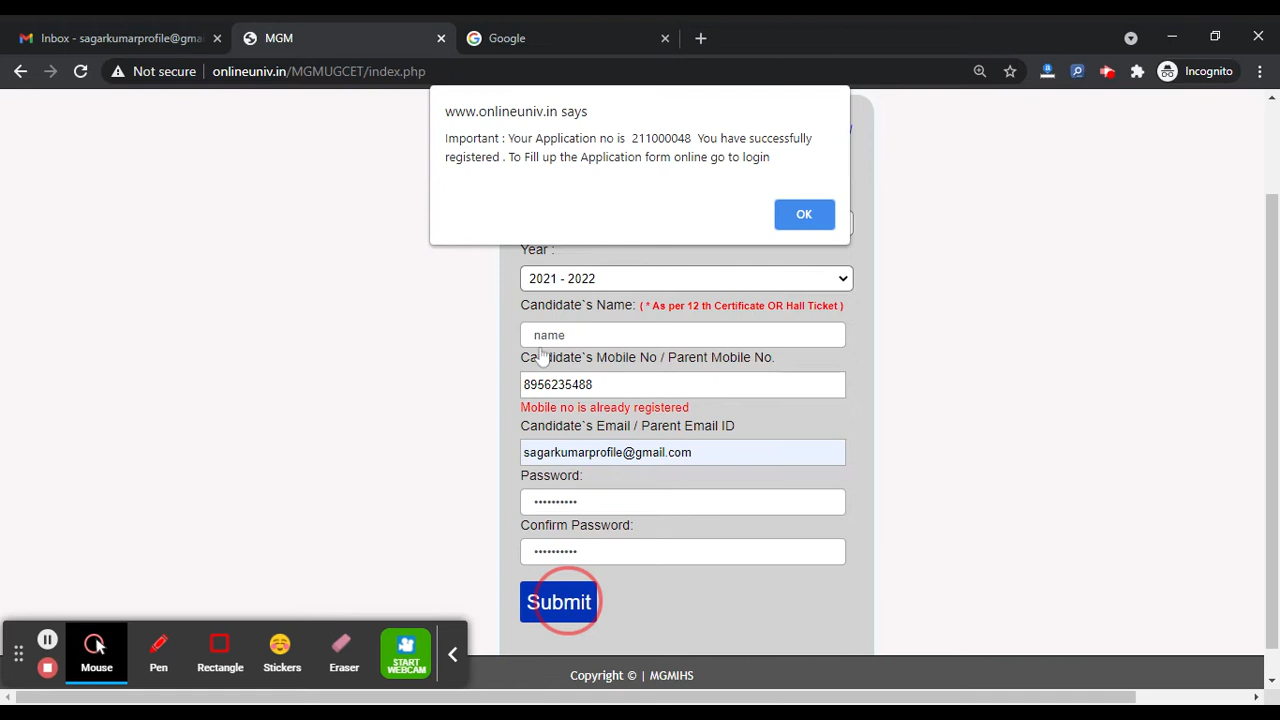 Inbox - sagarkumarprofile@gma
MGM
Google
Not secure
onlineuniv.in/MGMUGCET/index.php
Incognito
www.onlineuniv.in says
Important : Your Application no is 211000048 You have successfully
registered . To Fill up the Application form online go to login
OK
Year :
2021 - 2022
Candidate`s Name: ( * As per 12 th Certificate OR Hall Ticket )
name
Candidate`s Mobile No / Parent Mobile No.
8956235488
Mobile no is already registered
Candidate`s Email / Parent Email ID
sagarkumarprofile@gmail.com
Password:
••••••••••
Confirm Password:
••••••••••
Submit
Mouse
Pen
Rectangle
Stickers
Eraser
START
WEBCAM
Copyright © | MGMIHS